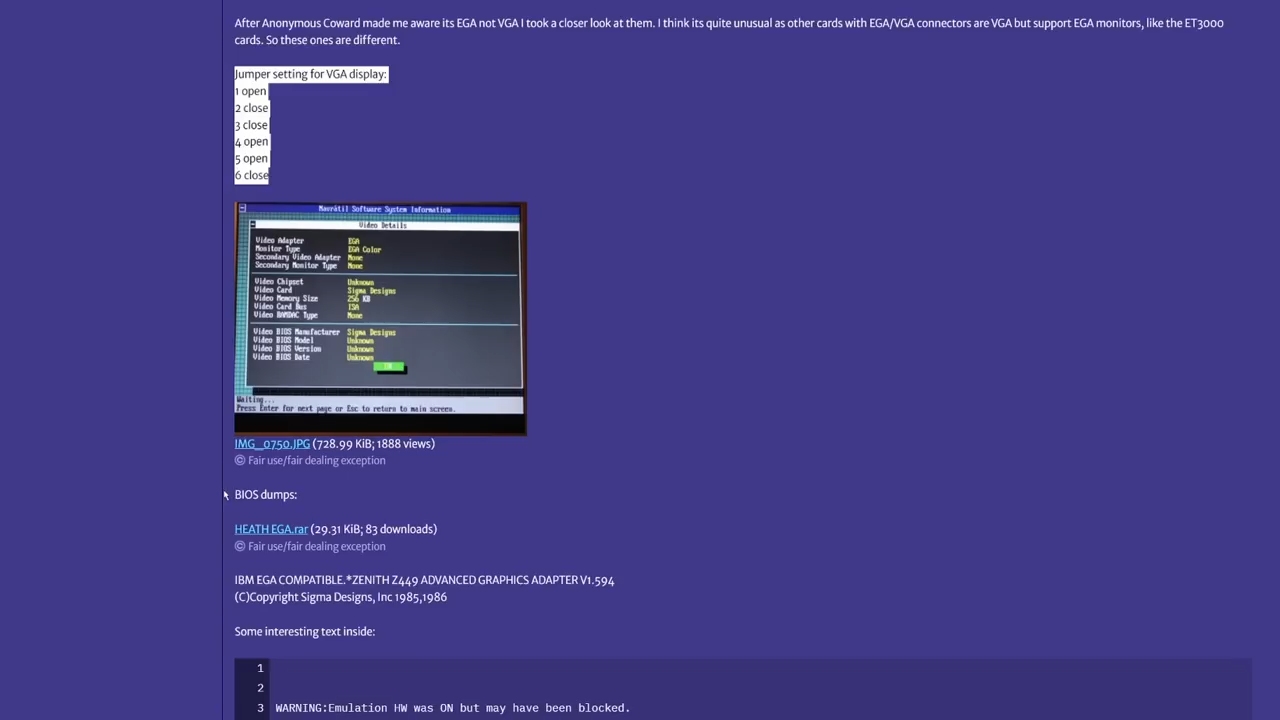 After Anonymous Coward made me aware its EGA not VGA I took a closer look at them. I think its quite unusual as other cards with EGA/VGA connectors are VGA but support EGA monitors, like the ET3000
cards. So these ones are different.
Jumper setting for VGA display:
1 open
2 close
3 close
4 open
5 open
6 close
Navrátil Software System Information
Video Details
Video Adapter EGA
Monitor Type EGA Color
Secondary Video Adapter None
Secondary Monitor Type None
Video Chipset Unknown
Video Card Sigma Designs
Video Memory Size 256 KB
Video Card Bus ISA
Video RAMDAC Type None
Video BIOS Manufacturer Sigma Designs
Video BIOS Model Unknown
Video BIOS Version Unknown
Video BIOS Date Unknown
OK
Waiting...
Press Enter for next page or Esc to return to main screen.
IMG_0750.JPG (728.99 KiB; 1888 views)
© Fair use/fair dealing exception
BIOS dumps:
HEATH EGA.rar (29.31 KiB; 83 downloads)
© Fair use/fair dealing exception
IBM EGA COMPATIBLE.*ZENITH Z449 ADVANCED GRAPHICS ADAPTER V1.594
(C)Copyright Sigma Designs, Inc 1985,1986
Some interesting text inside:
1
2
3 WARNING:Emulation HW was ON but may have been blocked.